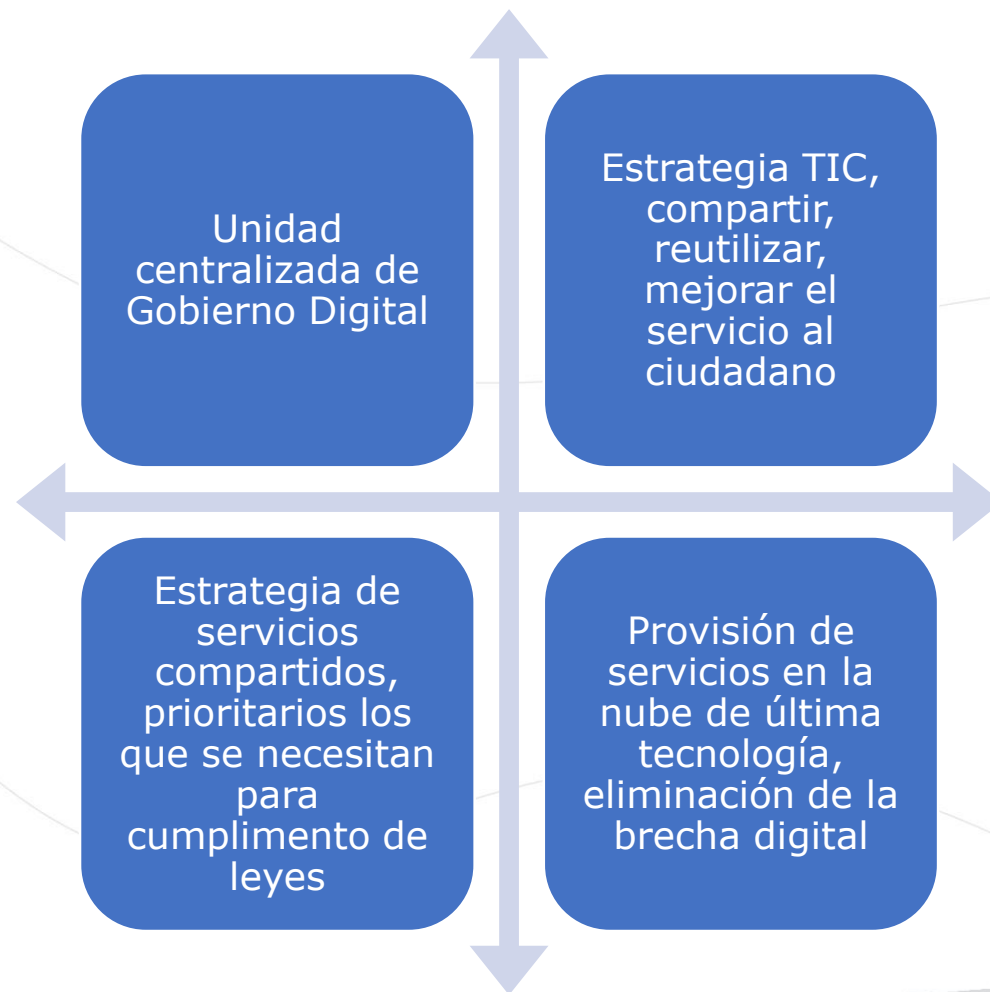 Unidad
centralizada de
Gobierno Digital
Estrategia TIC,
compartir,
reutilizar,
mejorar el
servicio al
ciudadano
Estrategia de
servicios
compartidos,
prioritarios los
que se necesitan
para
cumplimento de
leyes
Provisión de
servicios en la
nube de última
tecnología,
eliminación de la
brecha digital